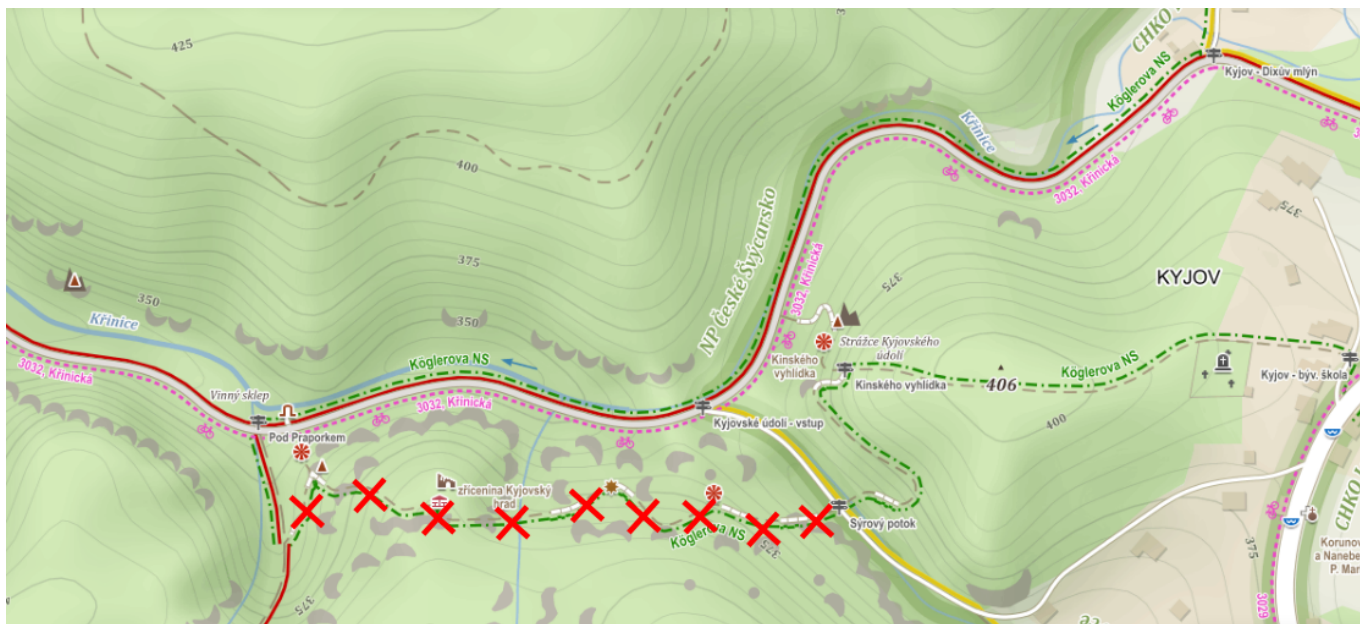 425
CHKO
Köglerova NS
Kyjov - Dixův mlýn
Křinice
3032, Křinická
400
375
NP České Švýcarsko
375
375
KYJOV
350
350
Křinice
3032, Křinická
Strážce Kyjovského
údolí
Kinského
vyhlídka
Kinského vyhlídka
406
Köglerova NS
Kyjov - býv. škola
400
Köglerova NS
3032, Křinická
Vinný sklep
3032, Křinická
Pod Praporkem
Kyjovské údolí - vstup
zřícenina Kyjovský
hrad
Köglerova NS
Sýrový potok
375
375
375
CHKO
Korunov
a Nanebe
P. Mar
3029